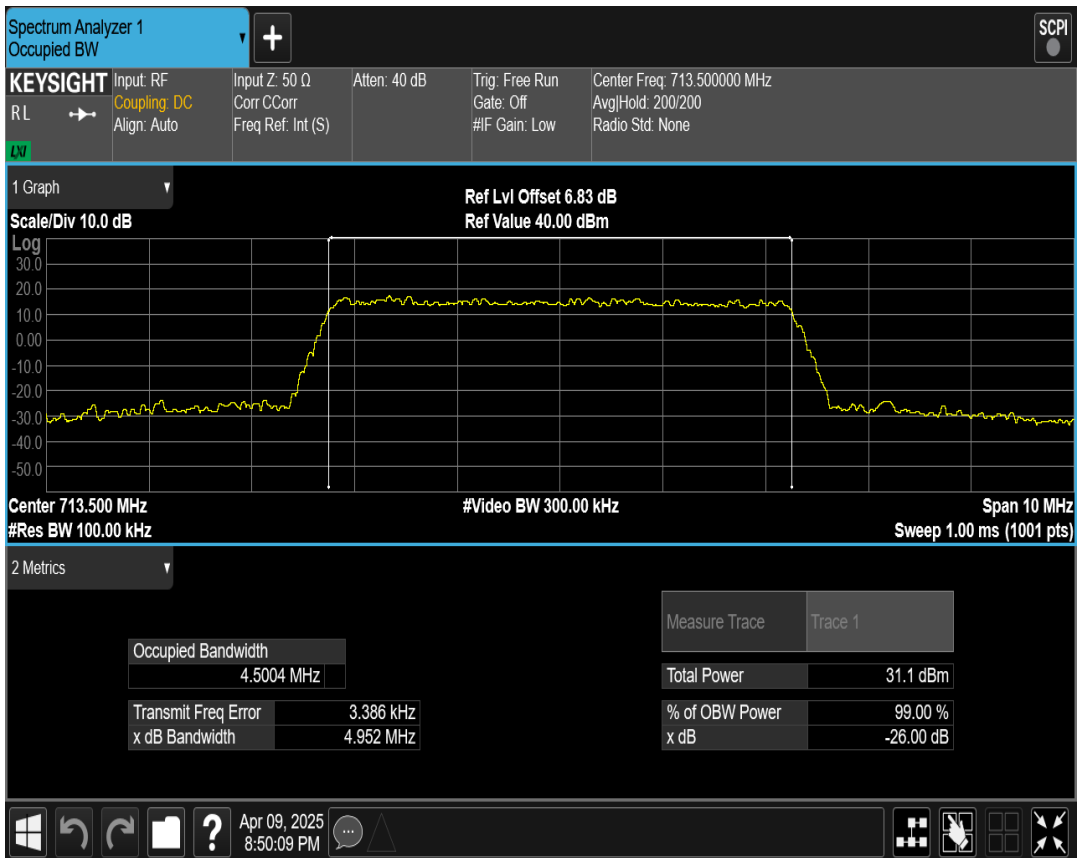 Spectrum Analyzer 1
Occupied BW
+
SCPI
KEYSIGHT
RL
LXI
Input: RF
Coupling: DC
Align: Auto
Input Z: 50 Ω
Corr CCorr
Freq Ref: Int (S)
Atten: 40 dB
Trig: Free Run
Gate: Off
#IF Gain: Low
Center Freq: 713.500000 MHz
Avg|Hold: 200/200
Radio Std: None
1 Graph
Scale/Div 10.0 dB
Ref Lvl Offset 6.83 dB
Ref Value 40.00 dBm
Log
30.0
20.0
10.0
0.00
-10.0
-20.0
-30.0
-40.0
-50.0
Center 713.500 MHz
#Video BW 300.00 kHz
Span 10 MHz
#Res BW 100.00 kHz
Sweep 1.00 ms (1001 pts)
2 Metrics
Measure Trace Trace 1
Occupied Bandwidth
4.5004 MHz
Total Power 31.1 dBm
Transmit Freq Error 3.386 kHz
% of OBW Power 99.00 %
x dB Bandwidth 4.952 MHz
x dB -26.00 dB
?
Apr 09, 2025
8:50:09 PM